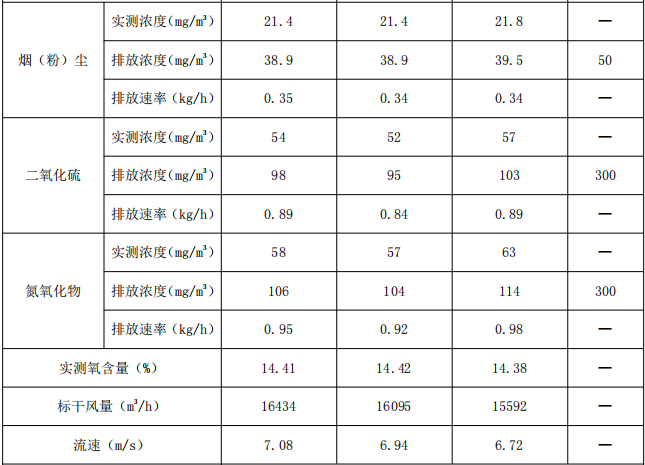 烟（粉）尘 实测浓度(mg/m³) 21.4 21.4 21.8 —
排放浓度(mg/m³) 38.9 38.9 39.5 50
排放速率（kg/h） 0.35 0.34 0.34 —
二氧化硫 实测浓度(mg/m³) 54 52 57 —
排放浓度(mg/m³) 98 95 103 300
排放速率（kg/h） 0.89 0.84 0.89 —
氮氧化物 实测浓度(mg/m³) 58 57 63 —
排放浓度(mg/m³) 106 104 114 300
排放速率（kg/h） 0.95 0.92 0.98 —
实测氧含量（%） 14.41 14.42 14.38 —
标干风量（m³/h） 16434 16095 15592 —
流速（m/s） 7.08 6.94 6.72 —